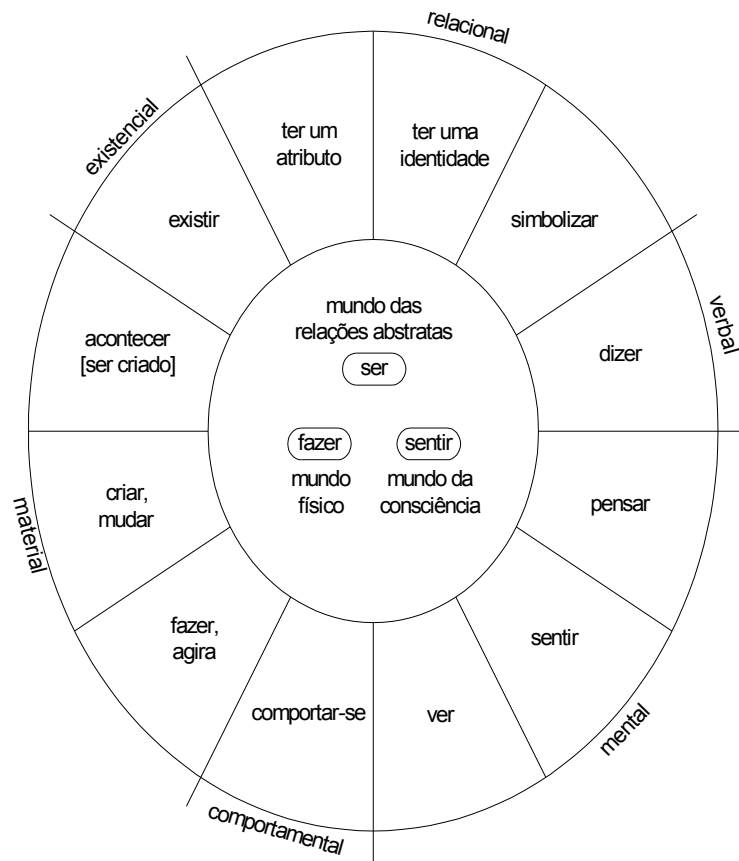 relacional
existencial
ter um
atributo
ter uma
identidade
existir
simbolizar
verbal
mundo das
relações abstratas
ser
acontecer
[ser criado]
dizer
fazer
sentir
mundo
físico
mundo da
consciência
criar,
mudar
pensar
material
fazer,
agira
sentir
comportar-se
ver
mental
comportamental